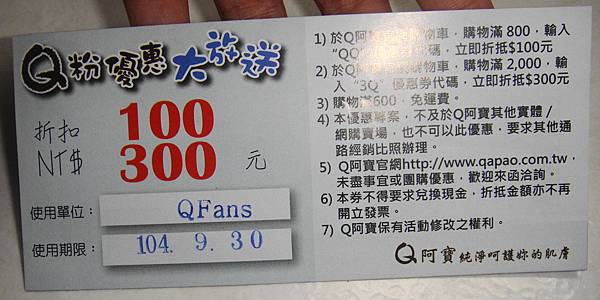 Q粉優惠大放送
折扣 100
NT$ 300 元
使用單位： QFans
使用期限： 104. 9. 30
1) 於Q阿 物車，購物滿 800，輸入
"QQ" 代碼，立即折抵$100元
2) 於Q阿 購物車，購物滿 2,000，輸
入 "3Q" 優惠券代碼，立即折抵$300元
3) 購物滿600，免運費。
4) 本優惠專案，不及於Q阿寶其他實體 /
網購賣場，也不可以此優惠，要求其他通
路經銷比照辦理。
5) Q阿寶官網http://www.qapao.com.tw，
未盡事宜或團購優惠，歡迎來函洽詢。
6) 本券不得要求兌換現金，折抵金額亦不再
開立發票。
7) Q阿寶保有活動修改之權利。
Q阿寶 純淨呵護妳的肌膚